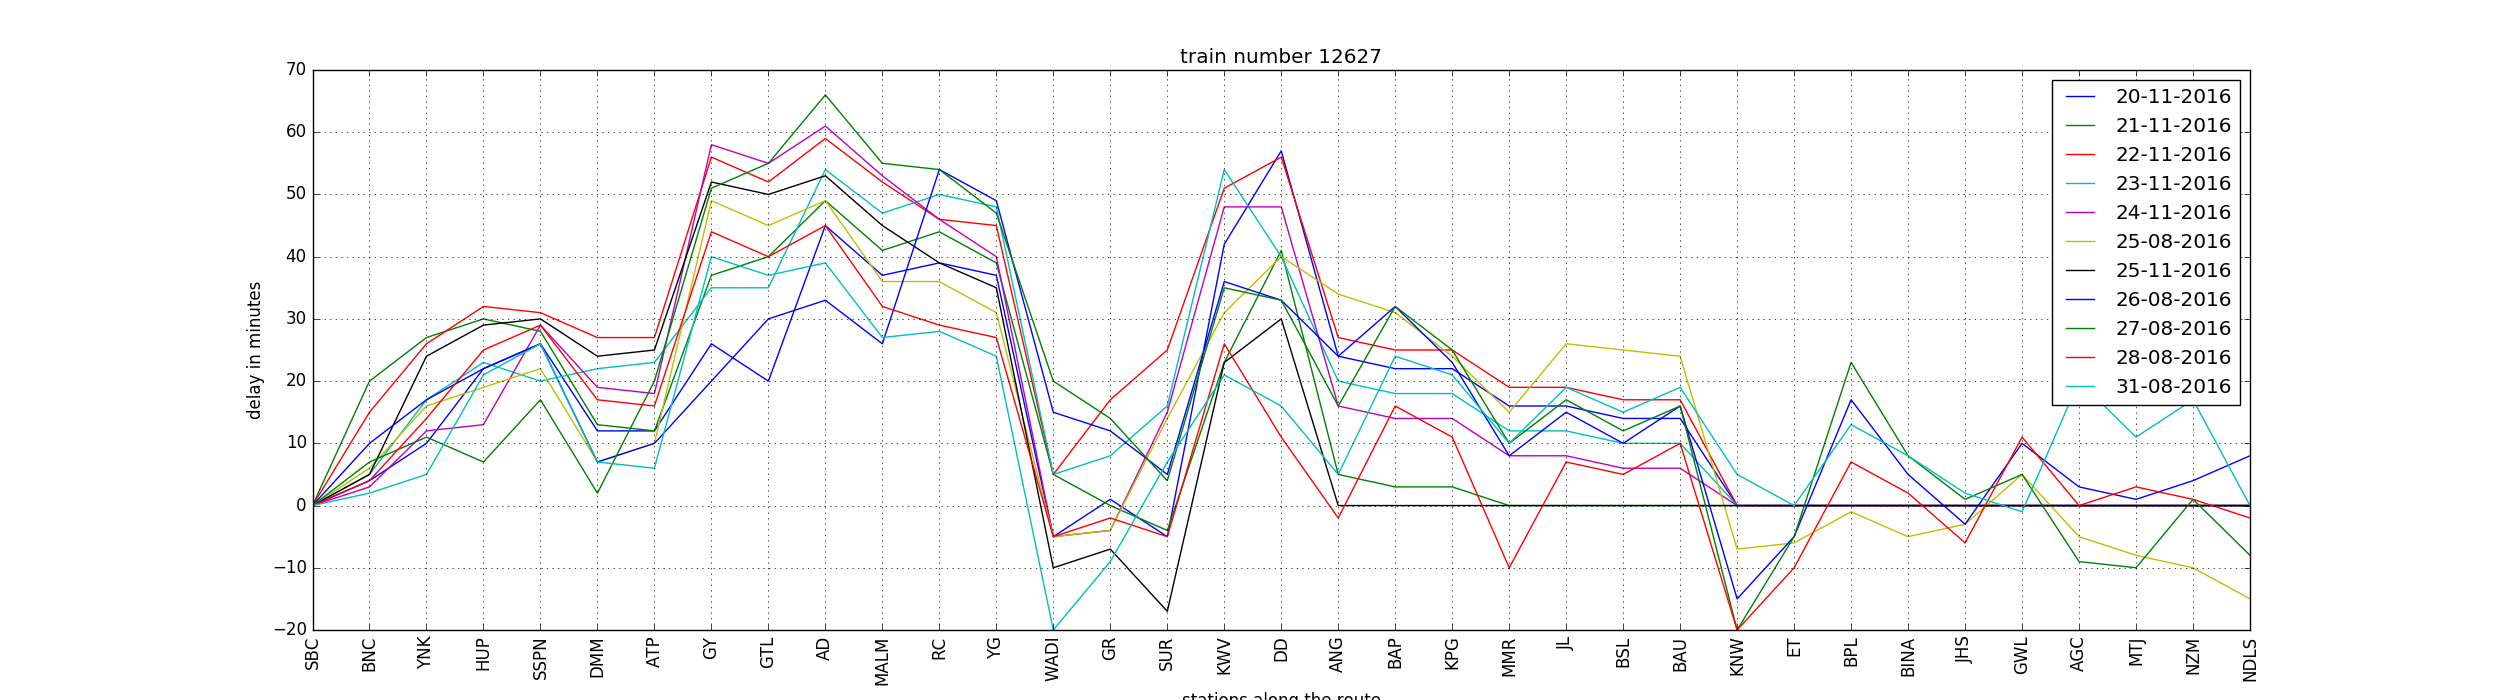 train number 12627
70
60
50
40
30
20
10
0
−10
−20
delay in minutes
20-11-2016
21-11-2016
22-11-2016
23-11-2016
24-11-2016
25-08-2016
25-11-2016
26-08-2016
27-08-2016
28-08-2016
31-08-2016
SBC
BNC
YNK
HUP
SSPN
DMM
ATP
GY
GTL
AD
MALM
RC
YG
WADI
GR
SUR
KWV
DD
ANG
BAP
KPG
MMR
JL
BSL
BAU
KNW
ET
BPL
BINA
JHS
GWL
AGC
MTJ
NZM
NDLS
stations along the route